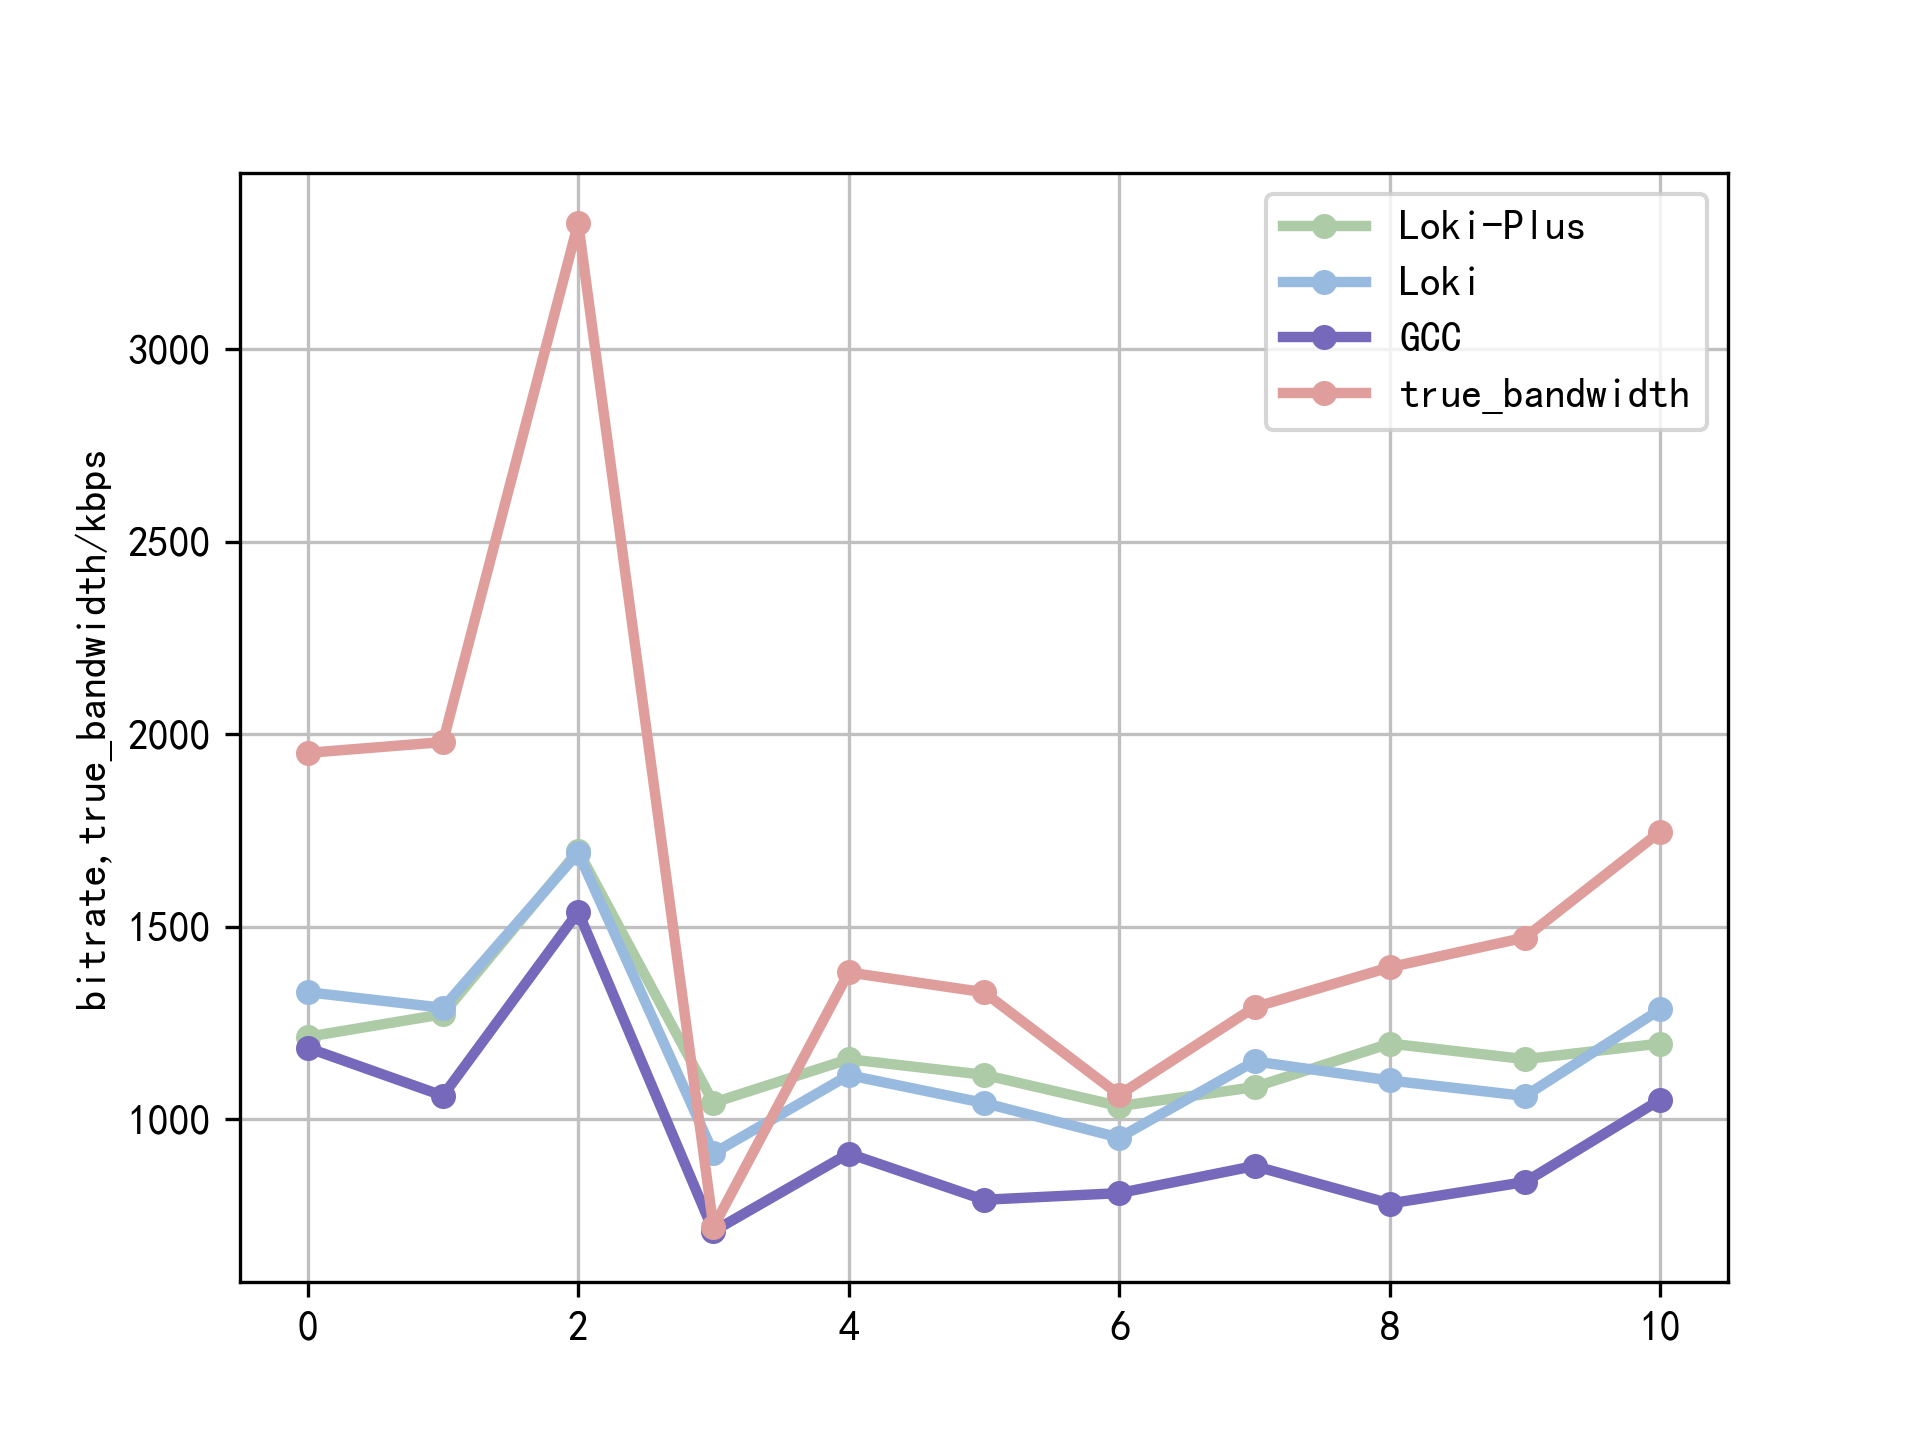 Loki-Plus
Loki
GCC
true_bandwidth
bitrate,true_bandwidth/kbps
3000
2500
2000
1500
1000
0 2 4 6 8 10